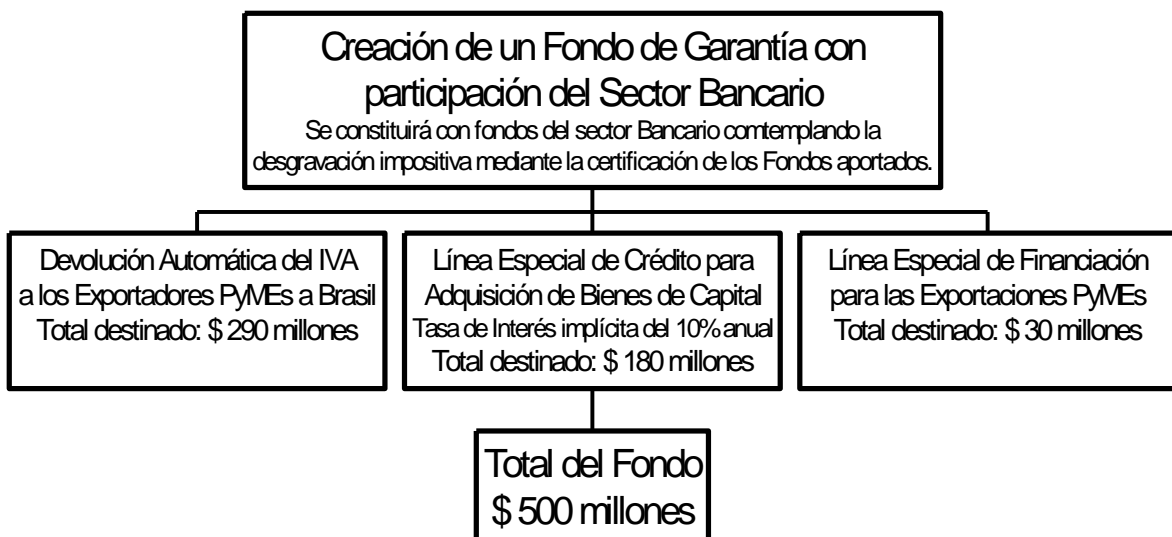 Creación de un Fondo de Garantía con
participación del Sector Bancario
Se constituirá con fondos del sector Bancario comtemplando la
desgravación impositiva mediante la certificación de los Fondos aportados.
Devolución Automática del IVA
a los Exportadores PyMEs a Brasil
Total destinado: $ 290 millones
Línea Especial de Crédito para
Adquisición de Bienes de Capital
Tasa de Interés implícita del 10% anual
Total destinado: $ 180 millones
Línea Especial de Financiación
para las Exportaciones PyMEs
Total destinado: $ 30 millones
Total del Fondo
$ 500 millones